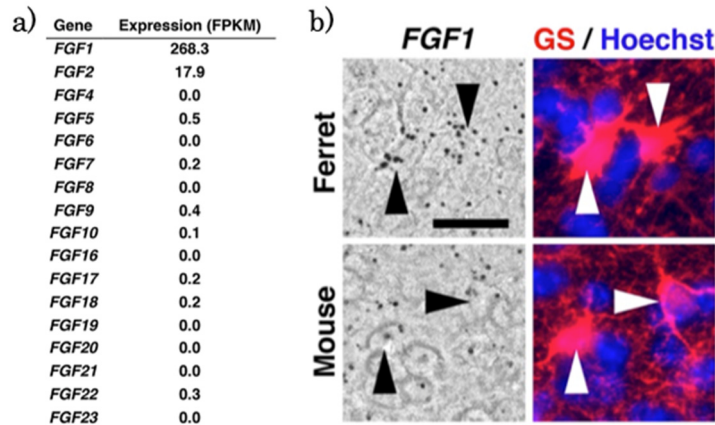 a)
Gene Expression (FPKM)
FGF1 268.3
FGF2 17.9
FGF4 0.0
FGF5 0.5
FGF6 0.0
FGF7 0.2
FGF8 0.0
FGF9 0.4
FGF10 0.1
FGF16 0.0
FGF17 0.2
FGF18 0.2
FGF19 0.0
FGF20 0.0
FGF21 0.0
FGF22 0.3
FGF23 0.0
b)
FGF1 GS / Hoechst
Ferret
Mouse